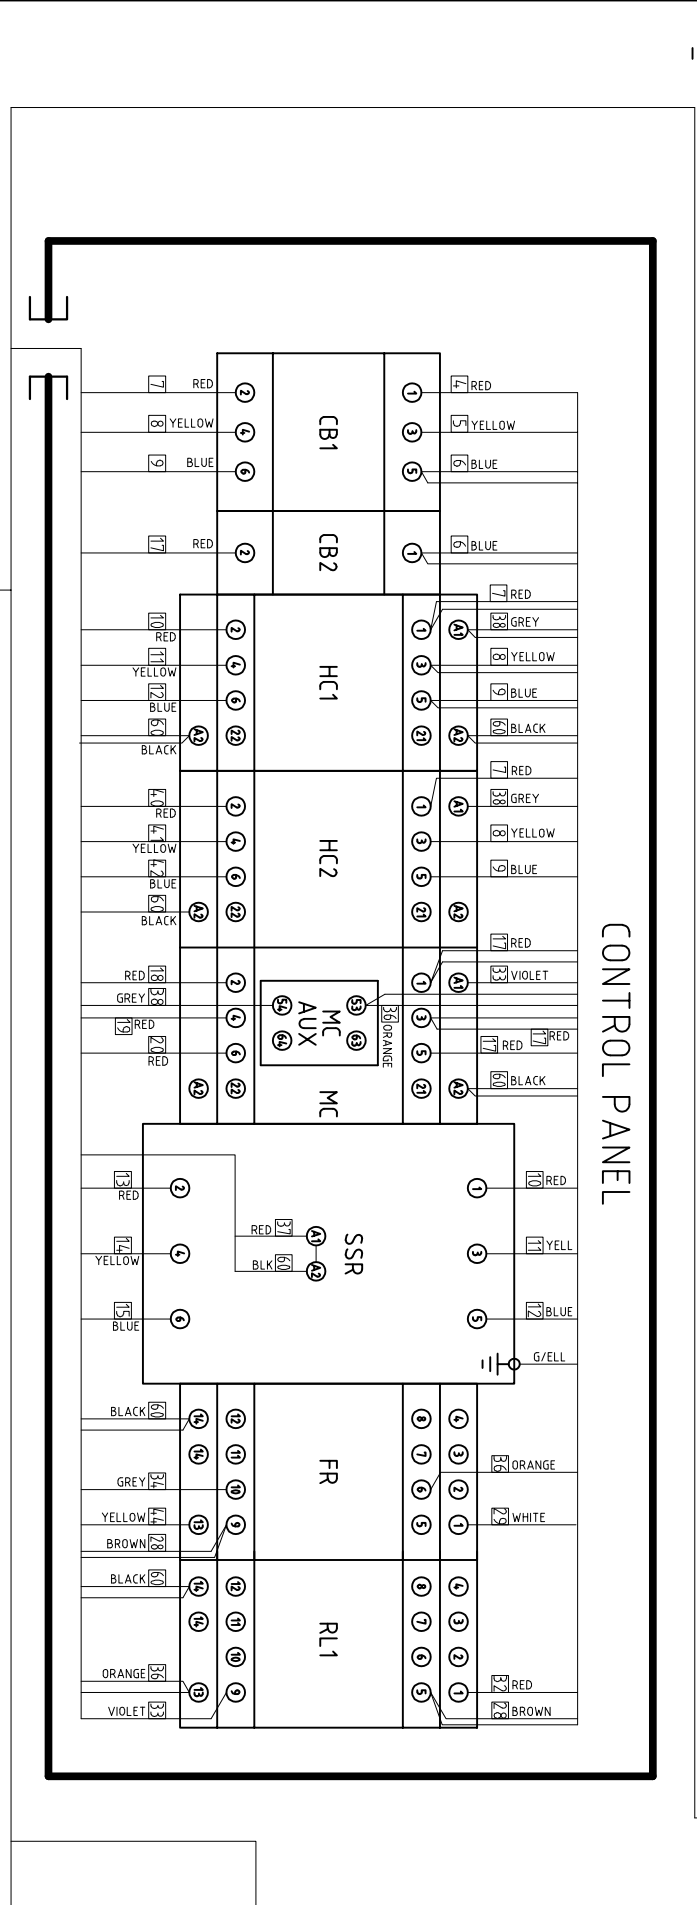 CONTROL PANEL
CB1
7 RED 2 1 4 RED
8 YELLOW 4 3 5 YELLOW
9 BLUE 6 5 6 BLUE
CB2
17 RED 2 1 6 BLUE
HC1
7 RED
10 RED 2 1 A1 38 GREY
11 YELLOW 4 3 8 YELLOW
12 BLUE 6 5 9 BLUE
60 BLACK A2 22 21 A2 60 BLACK
HC2
7 RED
40 RED 2 1 A1 38 GREY
41 YELLOW 4 3 8 YELLOW
42 BLUE 6 5 9 BLUE
60 BLACK A2 22 21 A2
MC
17 RED
RED 18 2 1 A1 33 VIOLET
GREY 38 54 53
MC AUX
64 63
36 ORANGE
19 RED 4 3 17 RED
20 RED 6 5 17 RED
A2 22 21 A2 60 BLACK
SSR
13 RED 2 1 10 RED
RED 37 A1
14 YELLOW 4 3 11 YELL
BLK 60 A2
15 BLUE 6 5 12 BLUE
G/ELL
FR
BLACK 60 14 12 8 4
14 11 7 3
GREY 34 10 6 2 36 ORANGE
YELLOW 44 13 9 5 1 29 WHITE
BROWN 28
RL1
BLACK 60 14 12 8 4
14 11 7 3
ORANGE 36 10 6 2
13 9 5 1 32 RED
VIOLET 33 28 BROWN